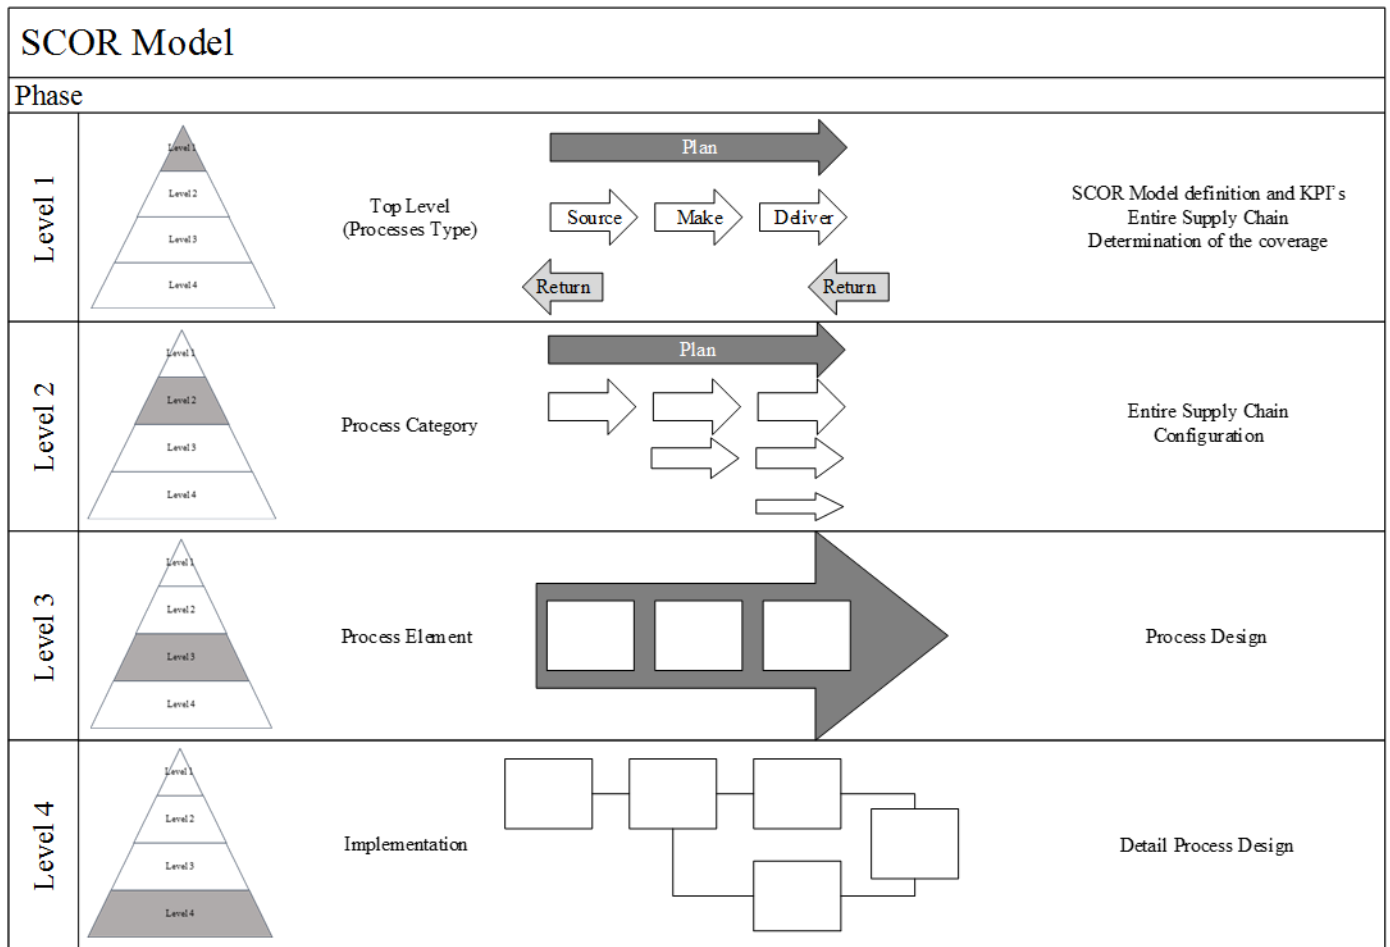 SCOR Model
Phase
Level 1
Level 1
Level 2
Level 3
Level 4
Top Level
(Processes Type)
Plan
Source
Make
Deliver
Return
Return
SCOR Model definition and KPI's
Entire Supply Chain
Determination of the coverage
Level 2
Level 1
Level 2
Level 3
Level 4
Process Category
Plan
Entire Supply Chain
Configuration
Level 3
Level 1
Level 2
Level 3
Level 4
Process Element
Process Design
Level 4
Level 1
Level 2
Level 3
Level 4
Implementation
Detail Process Design